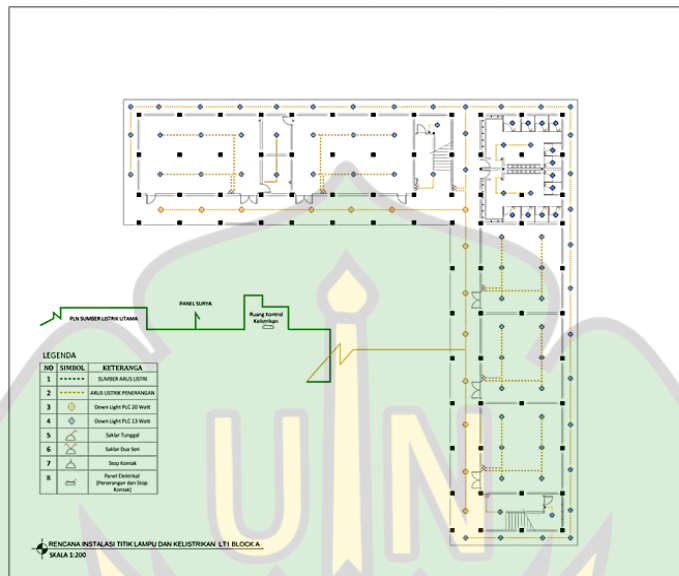 PANEL SURYA
PLN SUMBER LISTRIK UTAMA
Ruang Kontrol
Kelistrikan
LEGENDA
NO SIMBOL KETERANGA
1 SUMBER ARUS LISTRI
2 ARUS LISTRIK PENERANGAN
3 Down Light PLC 20 Watt
4 Down Light PLC 13 Watt
5 Saklar Tunggal
6 Saklar Dua Seri
7 Stop Kontak
8 Panel Distrikal
(Penerangan dan Stop
Kontak)
RENCANA INSTALASI TITIK LAMPU DAN KELISTRIKAN LT1 BLOCK A
SKALA 1:200
UIN